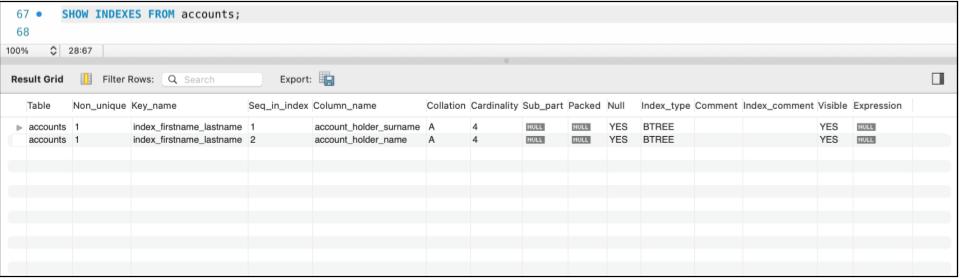 67 SHOW INDEXES FROM accounts;
68
100% 28:67
Result Grid Filter Rows: Search Export:
Table Non_unique Key_name Seq_in_index Column_name Collation Cardinality Sub_part Packed Null Index_type Comment Index_comment Visible Expression
accounts 1 index_firstname_lastname 1 account_holder_surname A 4 NULL NULL YES BTREE YES NULL
accounts 1 index_firstname_lastname 2 account_holder_name A 4 NULL NULL YES BTREE YES NULL